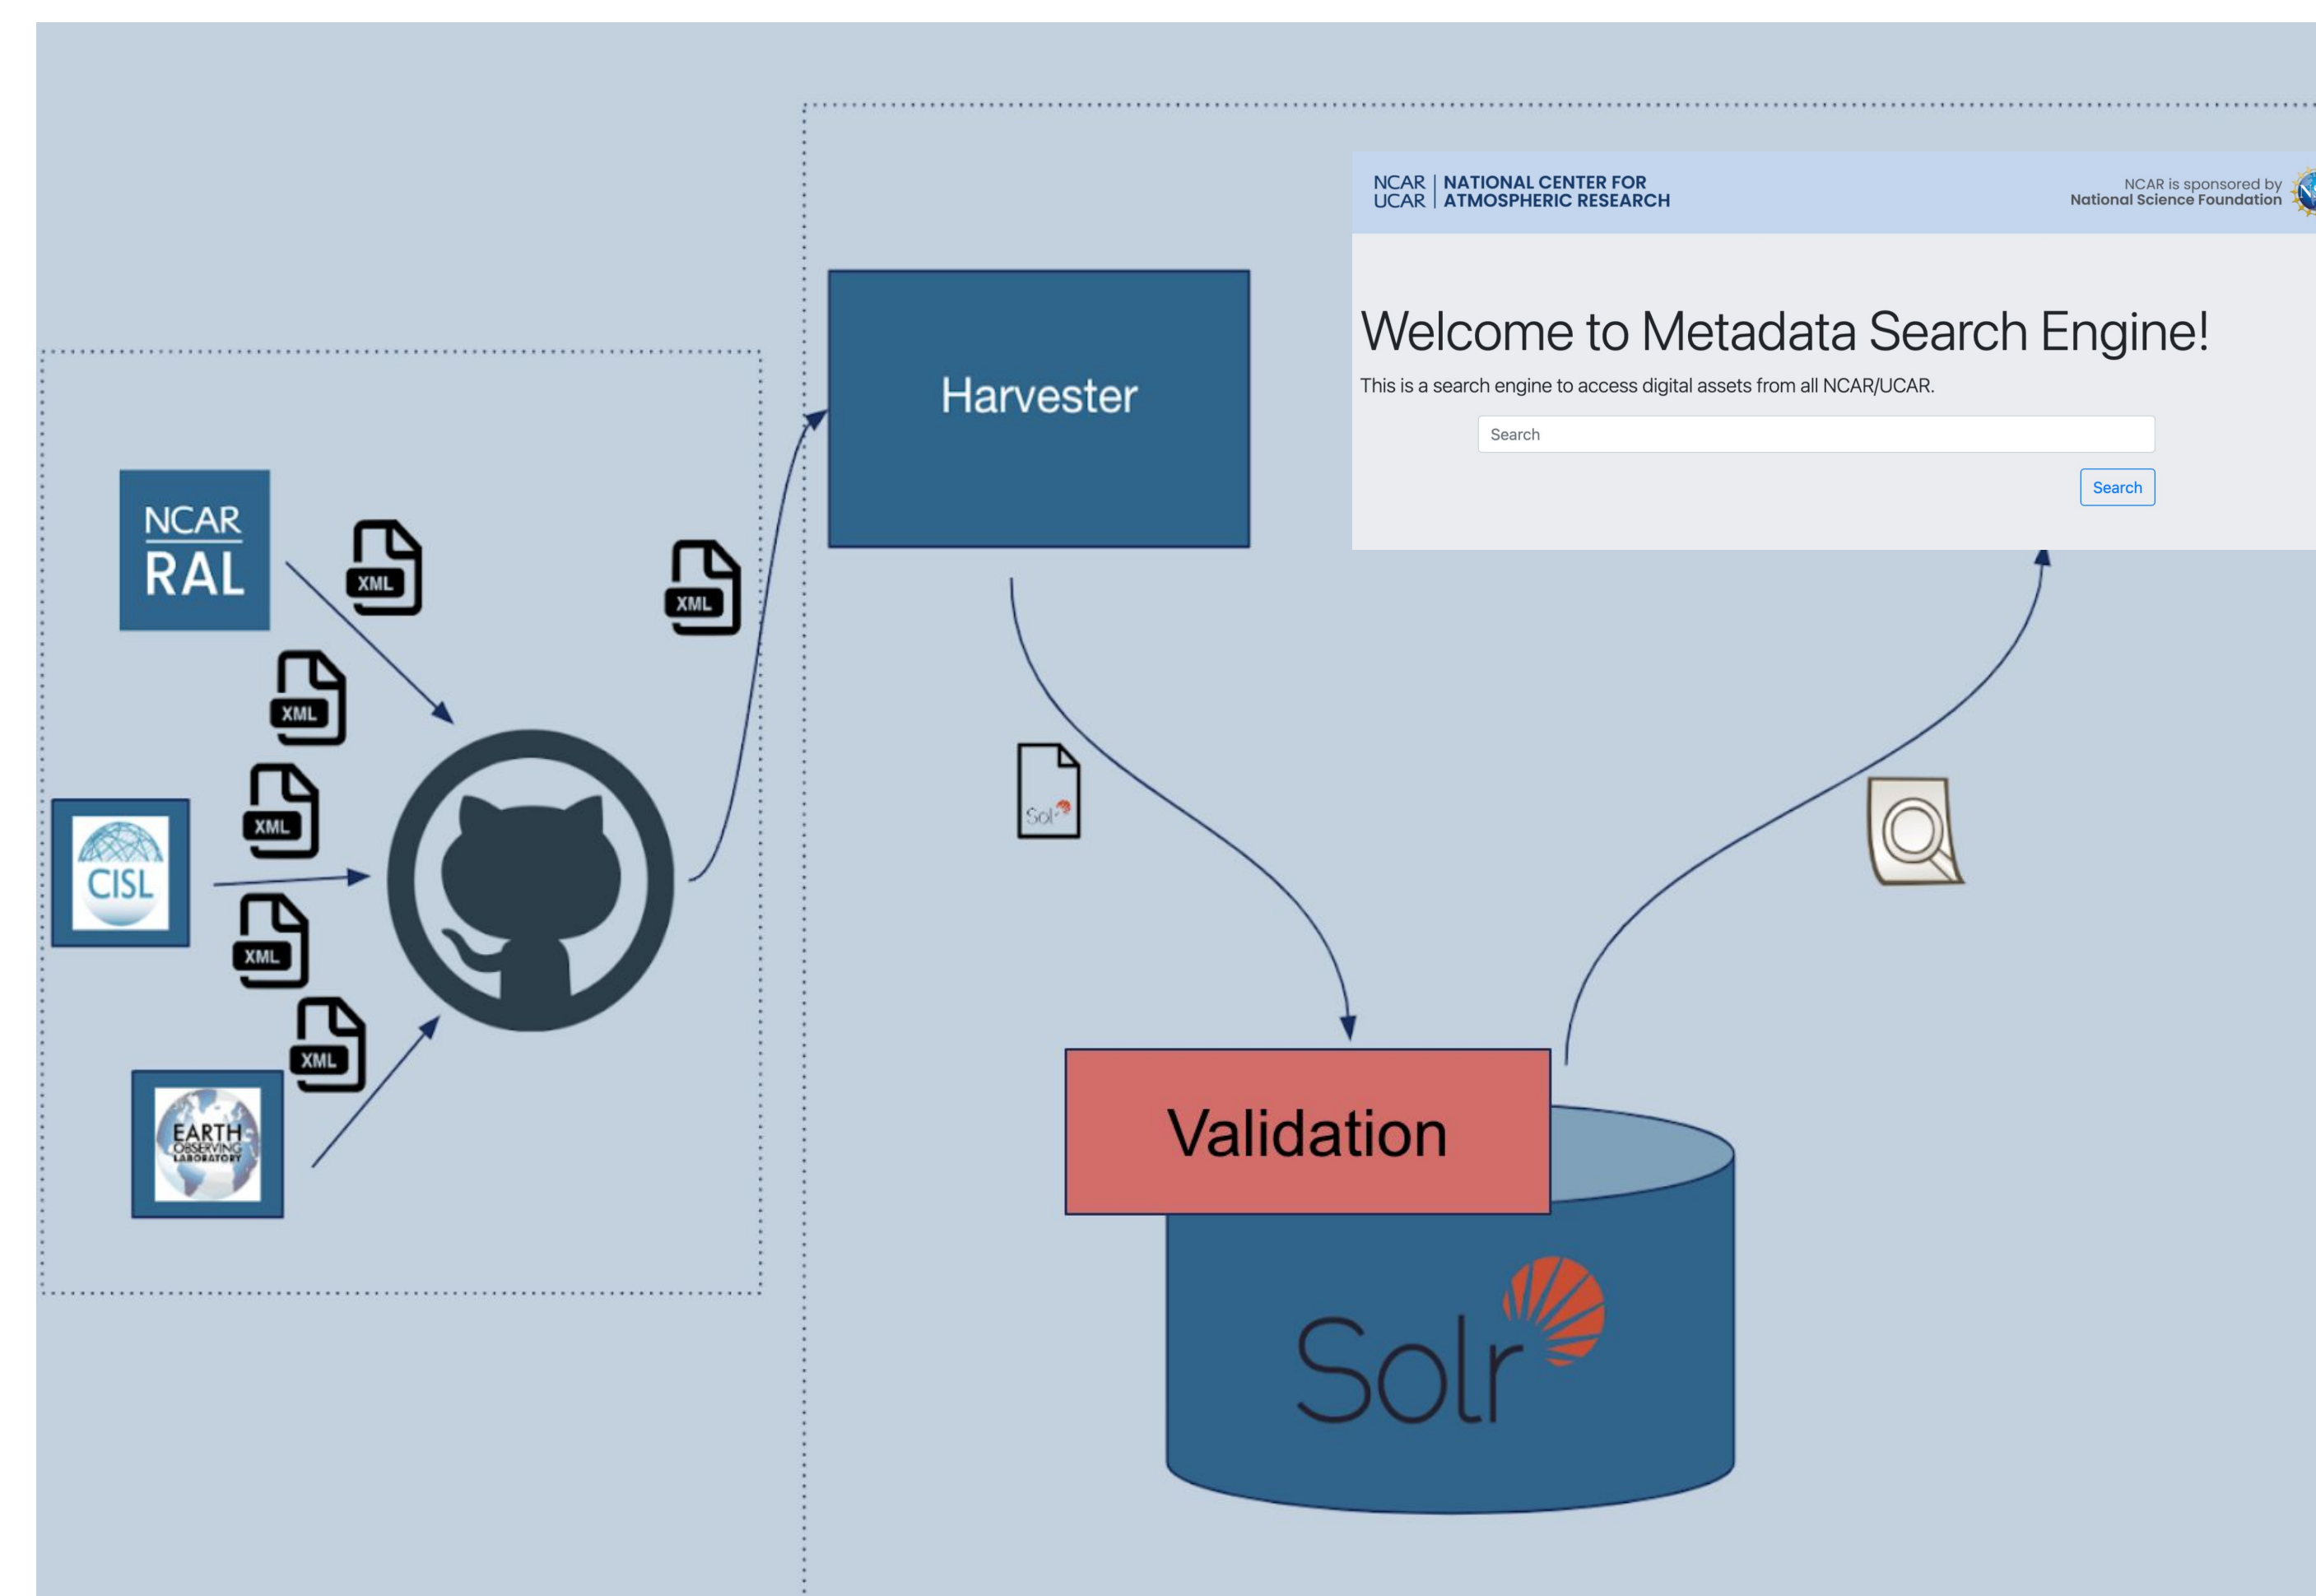 NCAR
UCAR
NATIONAL CENTER FOR
ATMOSPHERIC RESEARCH
NCAR is sponsored by
National Science Foundation
Welcome to Metadata Search Engine!
This is a search engine to access digital assets from all NCAR/UCAR.
Search
Search
Harvester
NCAR
RAL
XML
XML
XML
XML
CISL
XML
XML
EARTH
OBSERVING
LABORATORY
Solr
Validation
Solr